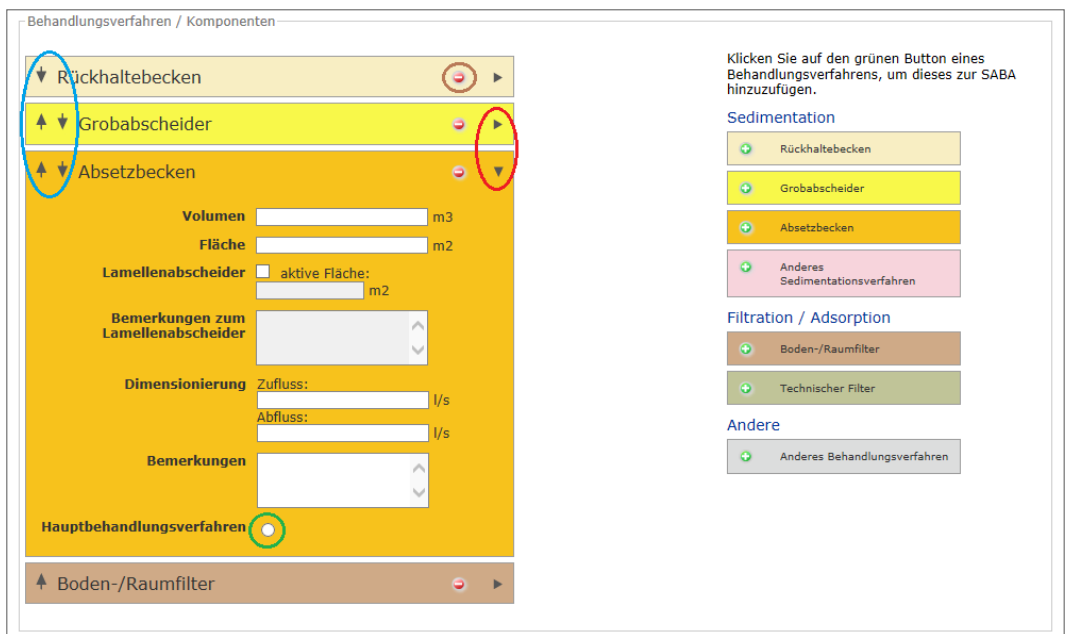 Behandlungsverfahren / Komponenten
Rückhaltebecken
Grobabscheider
Absetzbecken
Volumen m3
Fläche m2
Lamellenabscheider aktive Fläche:
m2
Bemerkungen zum
Lamellenabscheider
Dimensionierung Zufluss:
l/s
Abfluss:
l/s
Bemerkungen
Hauptbehandlungsverfahren
Boden-/Raumfilter
Klicken Sie auf den grünen Button eines
Behandlungsverfahrens, um dieses zur SABA
hinzuzufügen.
Sedimentation
Rückhaltebecken
Grobabscheider
Absetzbecken
Anderes
Sedimentationsverfahren
Filtration / Adsorption
Boden-/Raumfilter
Technischer Filter
Andere
Anderes Behandlungsverfahren